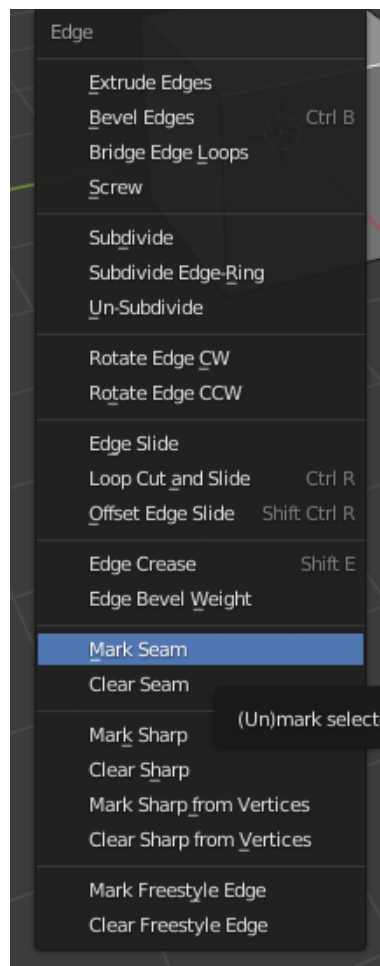 Edge
Extrude Edges
Bevel Edges Ctrl B
Bridge Edge Loops
Screw
Subdivide
Subdivide Edge-Ring
Un-Subdivide
Rotate Edge CW
Rotate Edge CCW
Edge Slide
Loop Cut and Slide Ctrl R
Offset Edge Slide Shift Ctrl R
Edge Crease Shift E
Edge Bevel Weight
Mark Seam
Clear Seam
(Un)mark select
Mark Sharp
Clear Sharp
Mark Sharp from Vertices
Clear Sharp from Vertices
Mark Freestyle Edge
Clear Freestyle Edge